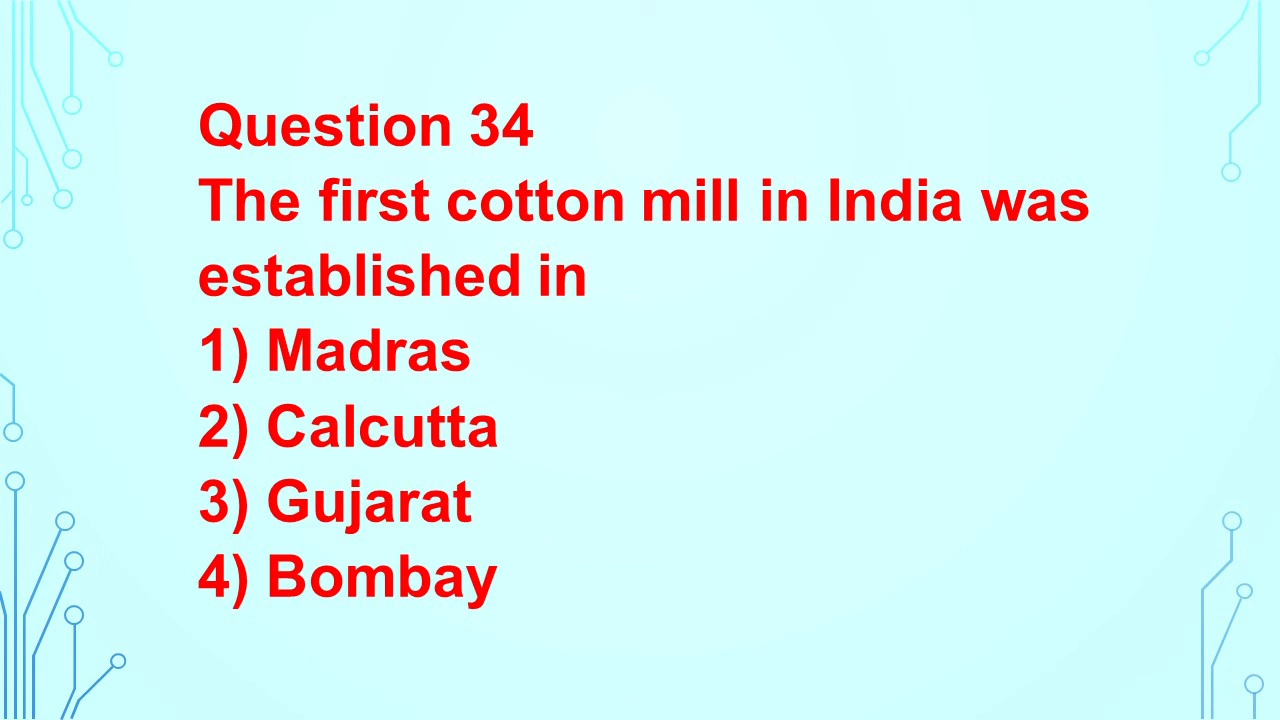 Question 34
The first cotton mill in India was
established in
1) Madras
2) Calcutta
3) Gujarat
4) Bombay